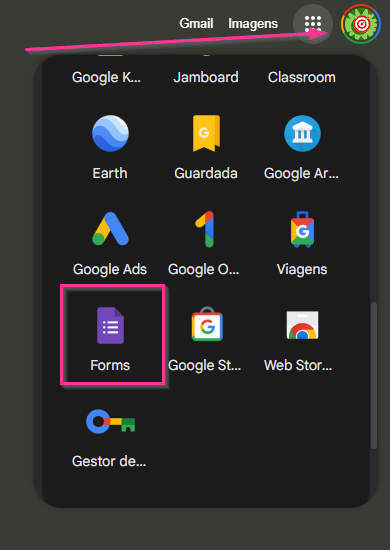 Gmail Imagens
Google K... Jamboard Classroom
Earth Guardada Google Ar...
Google Ads Google O... Viagens
Forms Google St... Web Stor...
Gestor de...